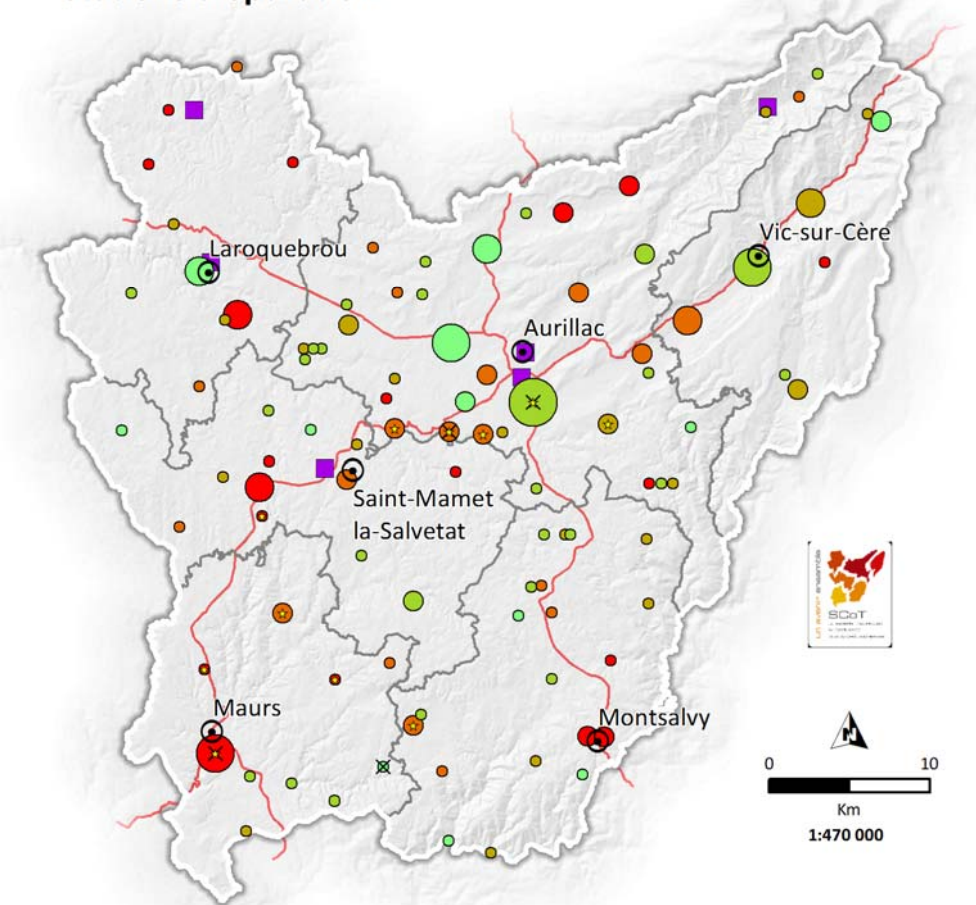 Laroquebrou
Vic-sur-Cère
Aurillac
Saint-Mamet
la-Salvetat
SCoT
Maurs
Montsalvy
N
0 10
Km
1:470 000